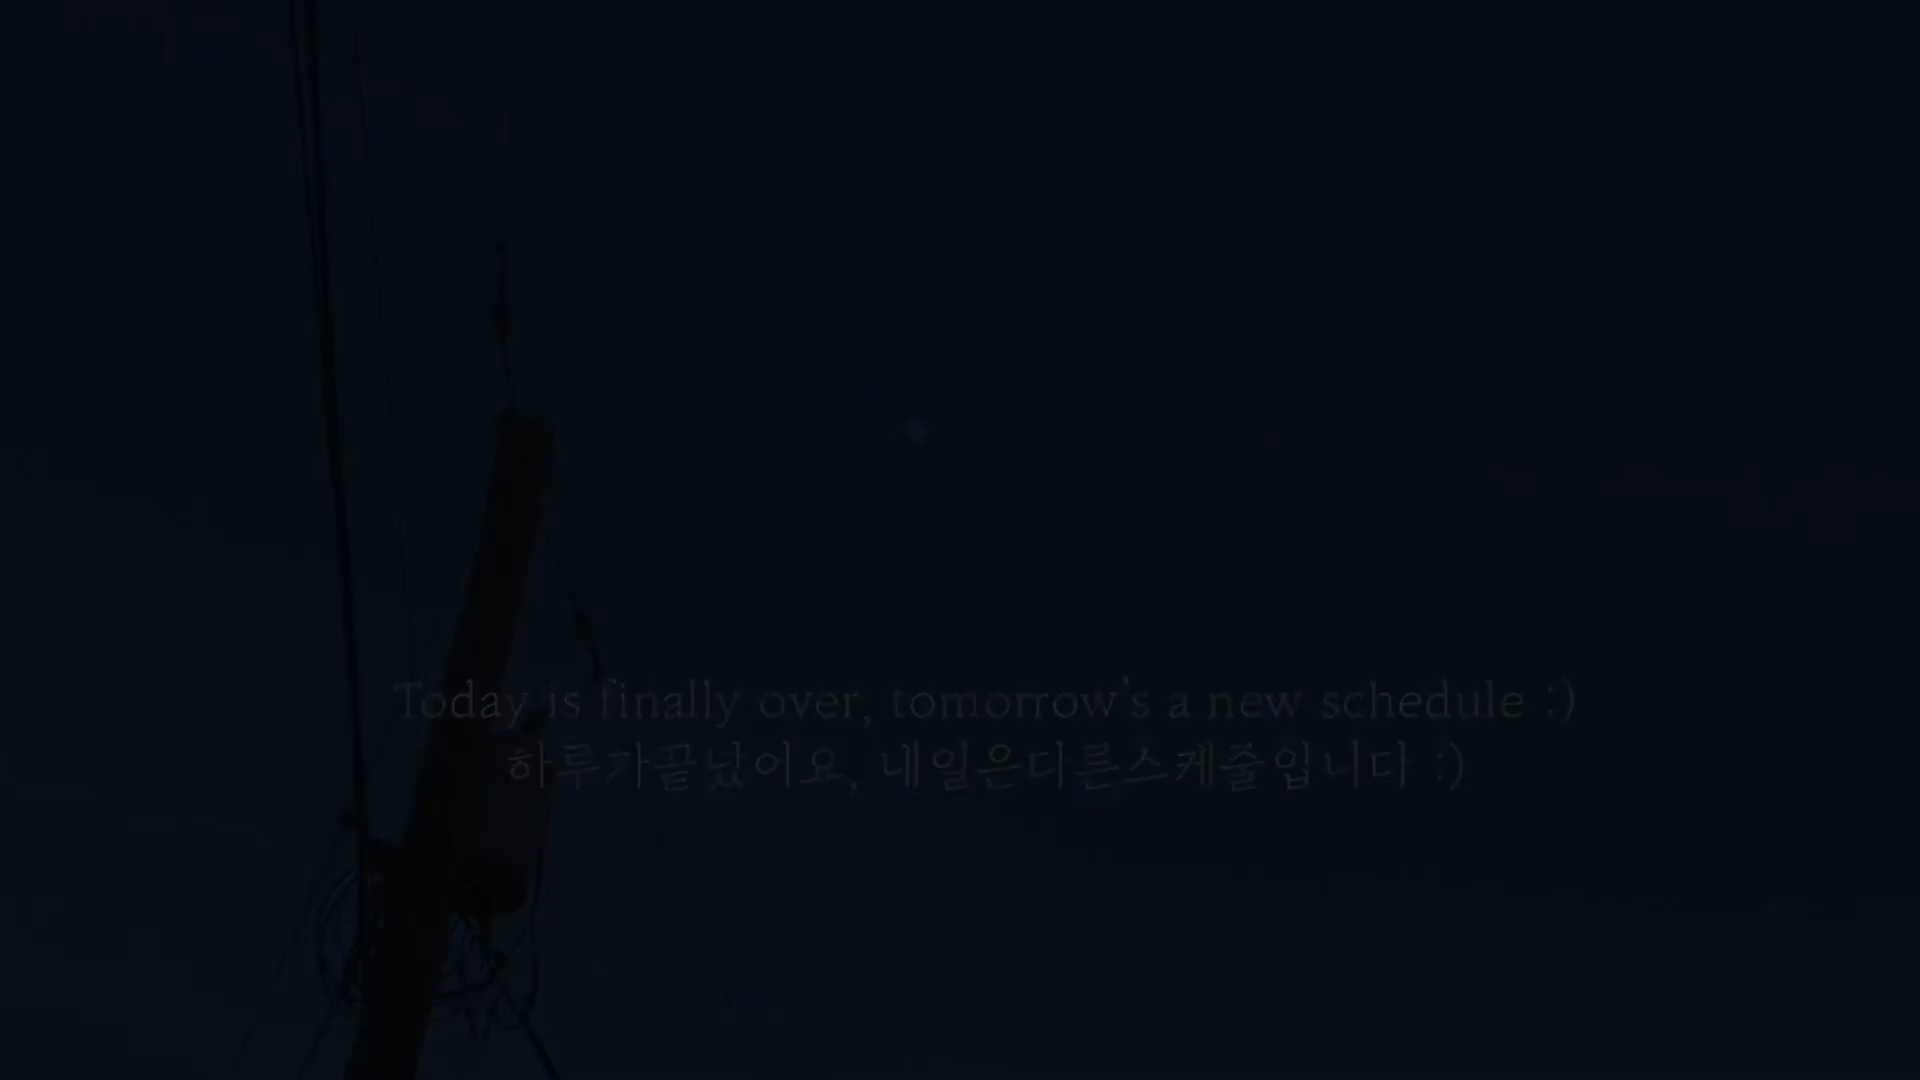 Today is finally over, tomorrow's a new schedule :)
하루가끝났어요, 내일은다른스케줄입니다 :)